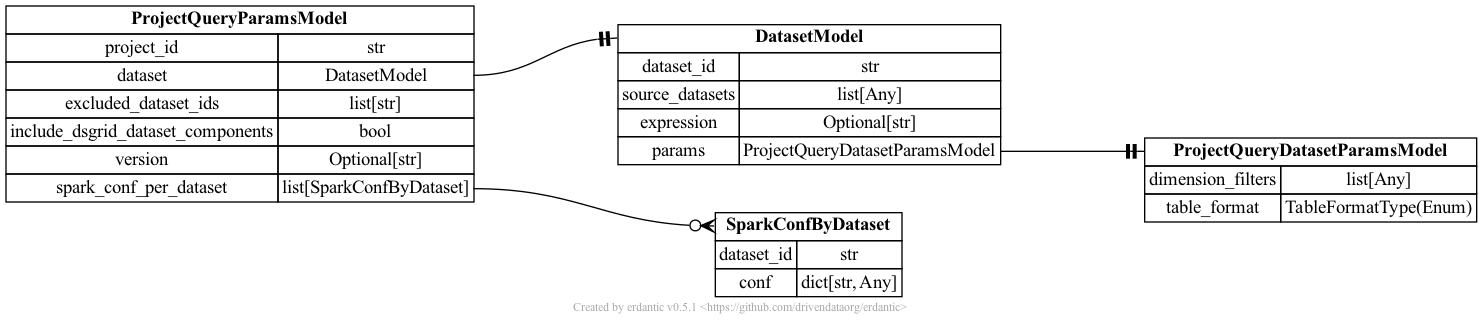 ProjectQueryParamsModel
project_id str
dataset DatasetModel
excluded_dataset_ids list[str]
include_dsgrid_dataset_components bool
version Optional[str]
spark_conf_per_dataset list[SparkConfByDataset]
DatasetModel
dataset_id str
source_datasets list[Any]
expression Optional[str]
params ProjectQueryDatasetParamsModel
ProjectQueryDatasetParamsModel
dimension_filters list[Any]
table_format TableFormatType(Enum)
SparkConfByDataset
dataset_id str
conf dict[str, Any]
Created by erdantic v0.5.1 <https://github.com/drivendataorg/erdantic>